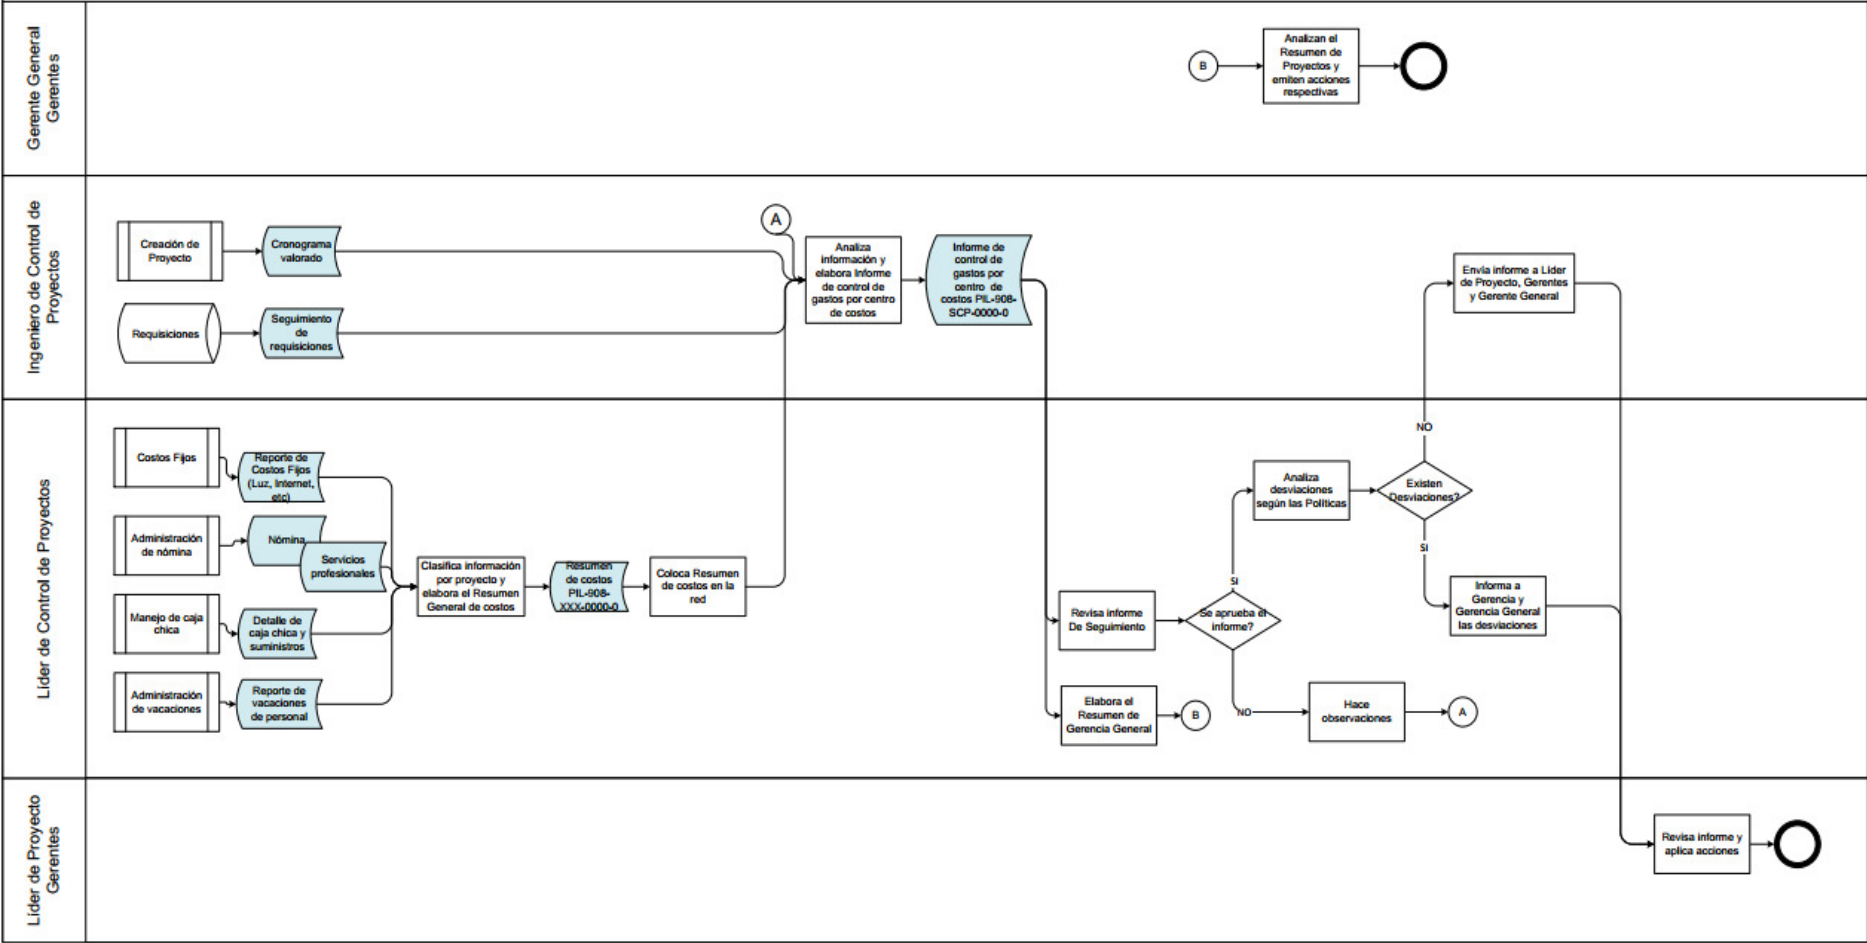 Gerente General
Gerentes
B
Analizan el
Resumen de
Proyectos y
emiten acciones
respectivas
Ingeniero de Control de
Proyectos
Creación de
Proyecto
Cronograma
valorado
Requisiciones
Seguimiento
de
requisiciones
A
Analiza
información y
elabora Informe
de control de
gastos por centro
de costos
Informe de
control de
gastos por
centro de
costos PIL-908-
SCP-0000-0
Envía informe a Líder
de Proyecto, Gerentes
y Gerente General
Líder de Control de Proyectos
Costos Fijos
Reporte de
Costos Fijos
(Luz, Internet,
etc)
Administración
de nómina
Nómina
Servicios
profesionales
Manejo de caja
chica
Detalle de
caja chica y
suministros
Administración
de vacaciones
Reporte de
vacaciones
de personal
Clasifica información
por proyecto y
elabora el Resumen
General de costos
Resumen
de costos
PIL-908-
XXX-0000-0
Coloca Resumen
de costos en la
red
Revisa informe
De Seguimiento
Se aprueba el
informe?
SI
NO
Analiza
desviaciones
según las Políticas
Existen
Desviaciones?
NO
SI
Informa a
Gerencia y
Gerencia General
las desviaciones
Elabora el
Resumen de
Gerencia General
B
Hace
observaciones
A
Líder de Proyecto
Gerentes
Revisa informe y
aplica acciones